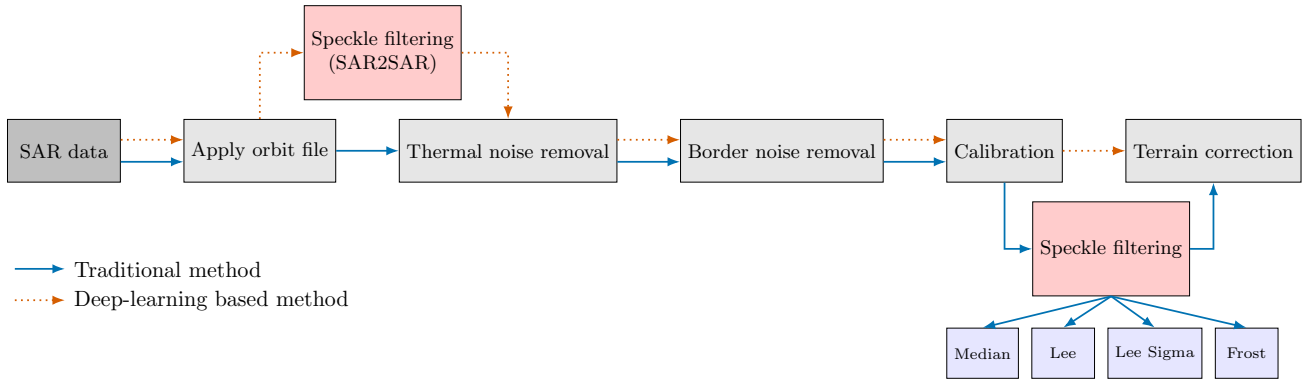 Speckle filtering
(SAR2SAR)
SAR data
Apply orbit file
Thermal noise removal
Border noise removal
Calibration
Terrain correction
Speckle filtering
Traditional method
Deep-learning based method
Median
Lee
Lee Sigma
Frost